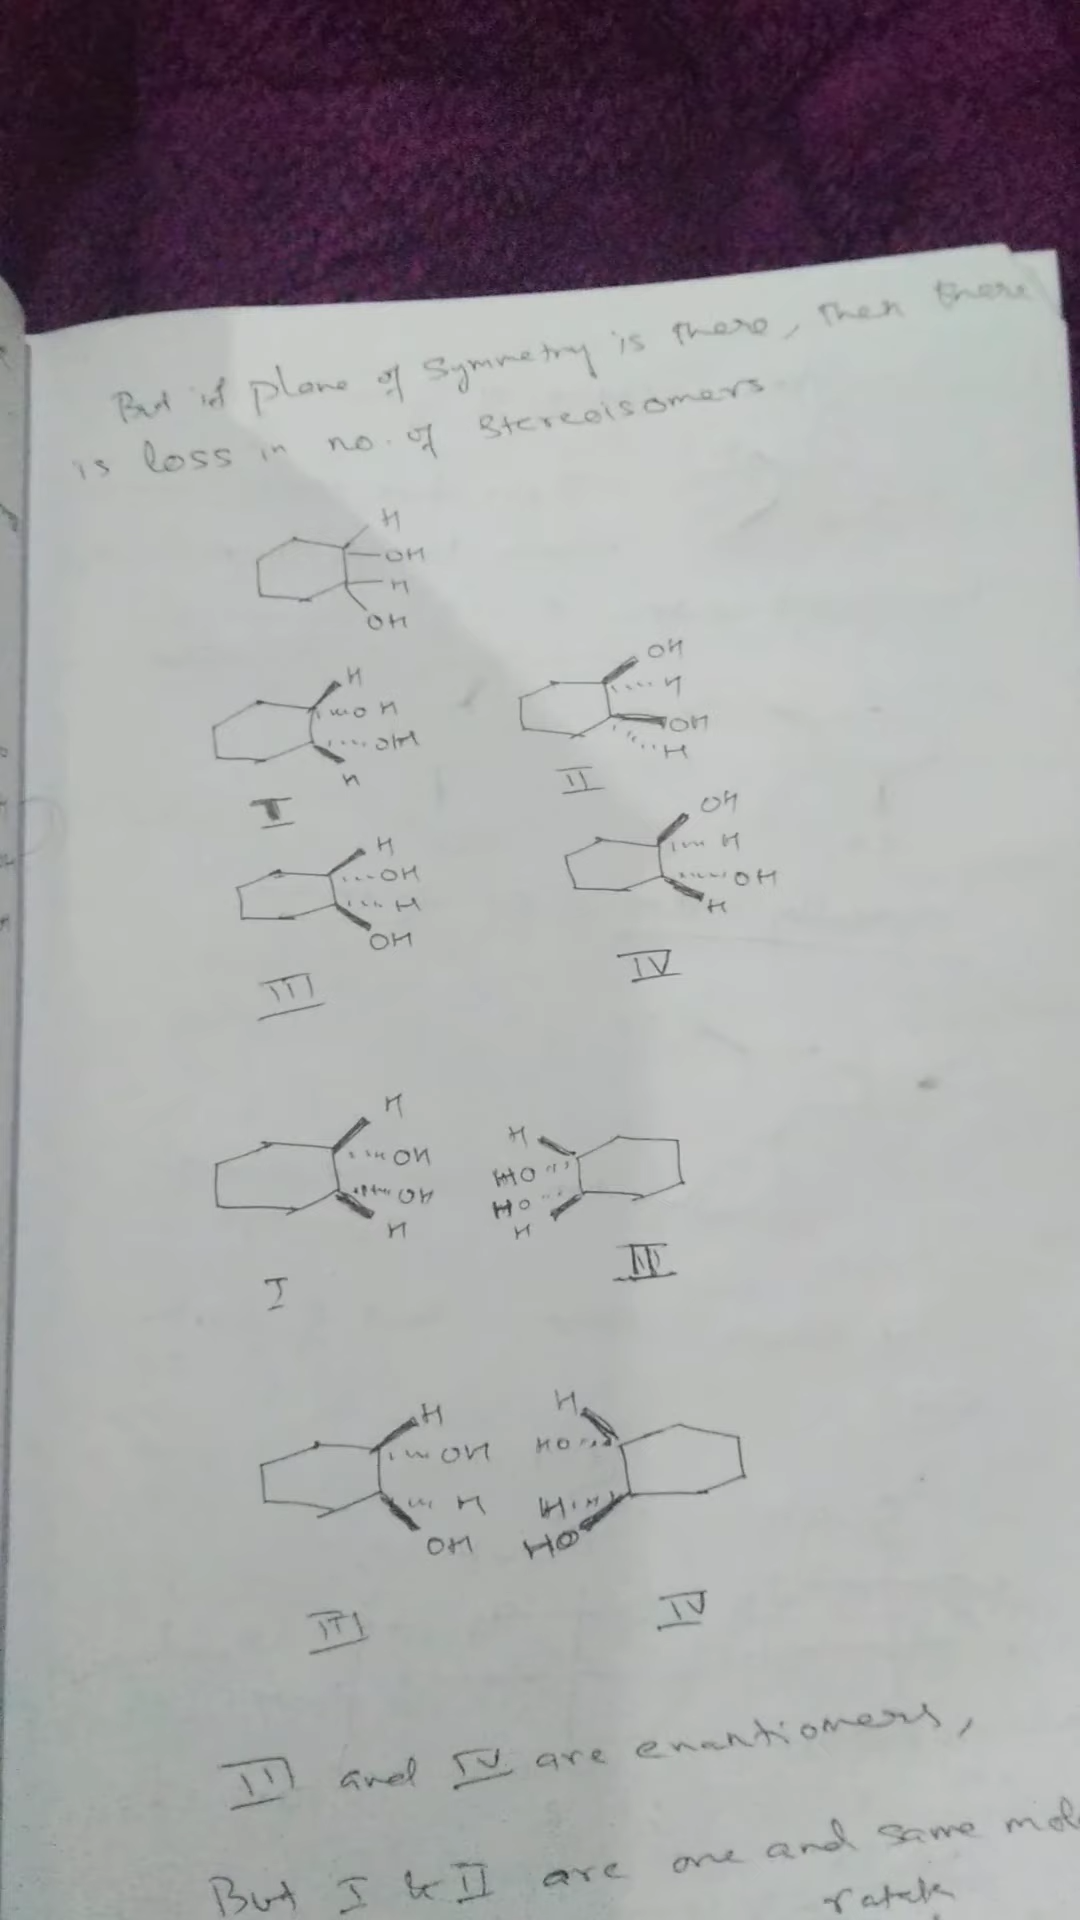 But if plane of symmetry is there, then there
is loss in no. of stereoisomers
H
OH
H
OH
H
OH
OH
H
I
OH
H
OH
H
II
H
OH
H
OH
III
OH
H
OH
H
IV
H
OH
OH
H
I
H
HO
HO
H
II
H
OH
H
OH
III
H
HO
H
HO
IV
III and IV are enantiomers,
But I & II are one and same